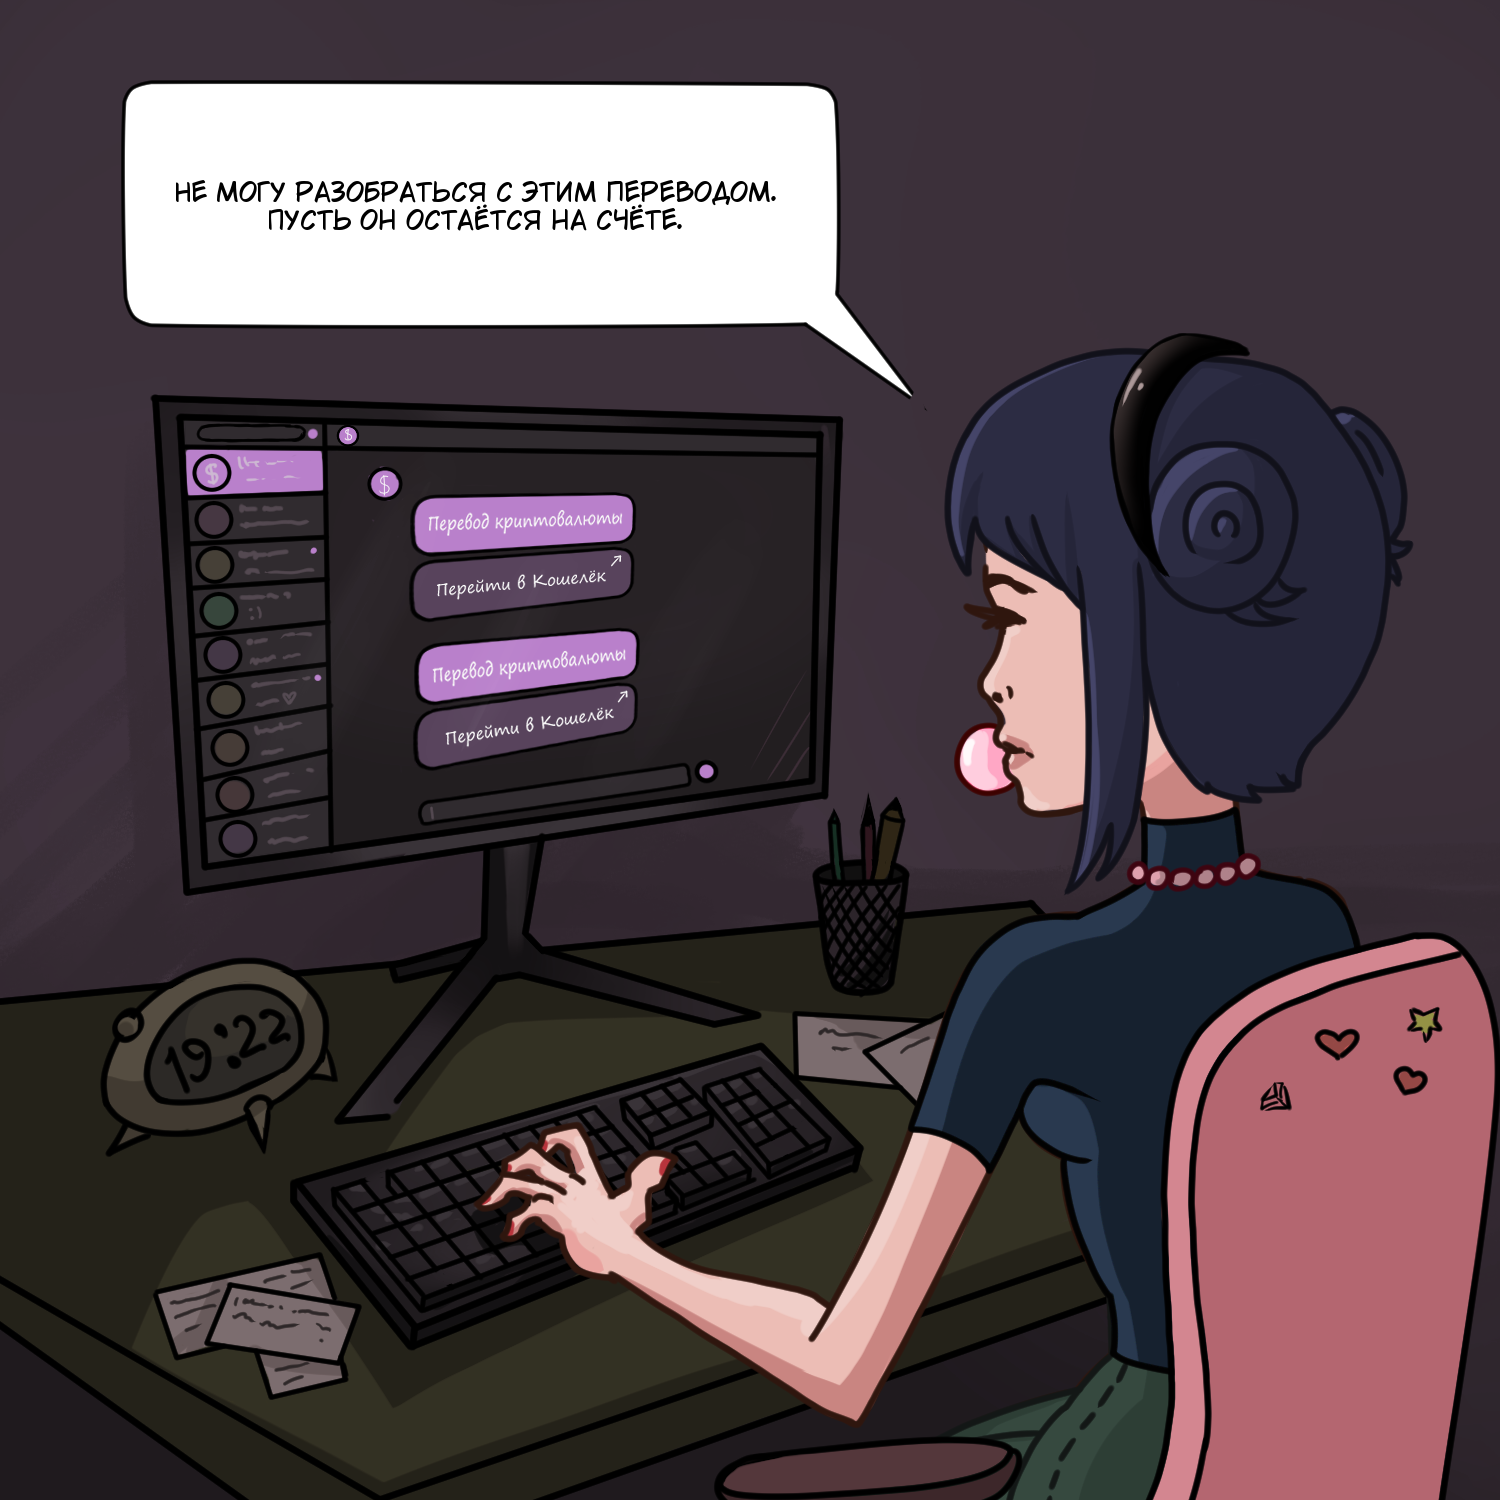 НЕ МОГУ РАЗОБРАТЬСЯ С ЭТИМ ПЕРЕВОДОМ.
ПУСТЬ ОН ОСТАЁТСЯ НА СЧЁТЕ.
$
$
$
Перевод криптовалюты
Перейти в Кошелёк
Перевод криптовалюты
Перейти в Кошелёк
:)
19:22